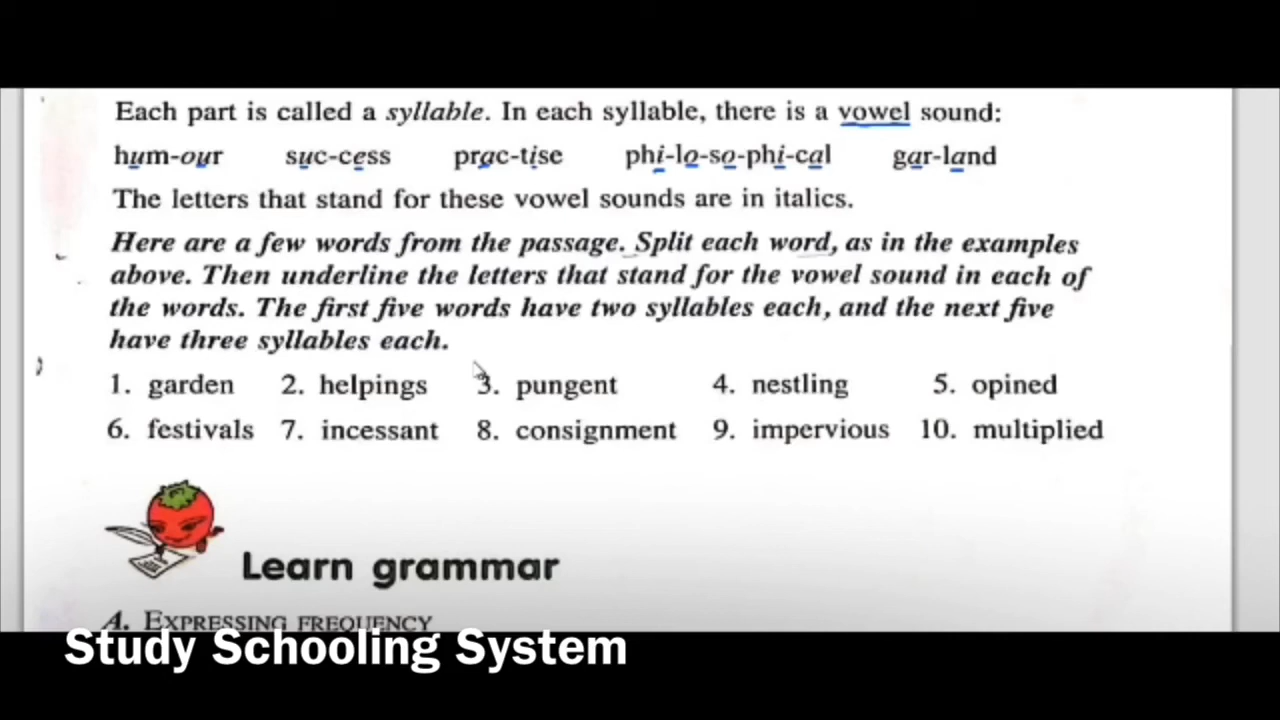 Each part is called a syllable. In each syllable, there is a vowel sound:
hum-our suc-cess prac-tise phi-lo-so-phi-cal gar-land
The letters that stand for these vowel sounds are in italics.
Here are a few words from the passage. Split each word, as in the examples
above. Then underline the letters that stand for the vowel sound in each of
the words. The first five words have two syllables each, and the next five
have three syllables each.
1. garden 2. helpings 3. pungent 4. nestling 5. opined
6. festivals 7. incessant 8. consignment 9. impervious 10. multiplied
Learn grammar
A. EXPRESSING FREQUENCY
Study Schooling System